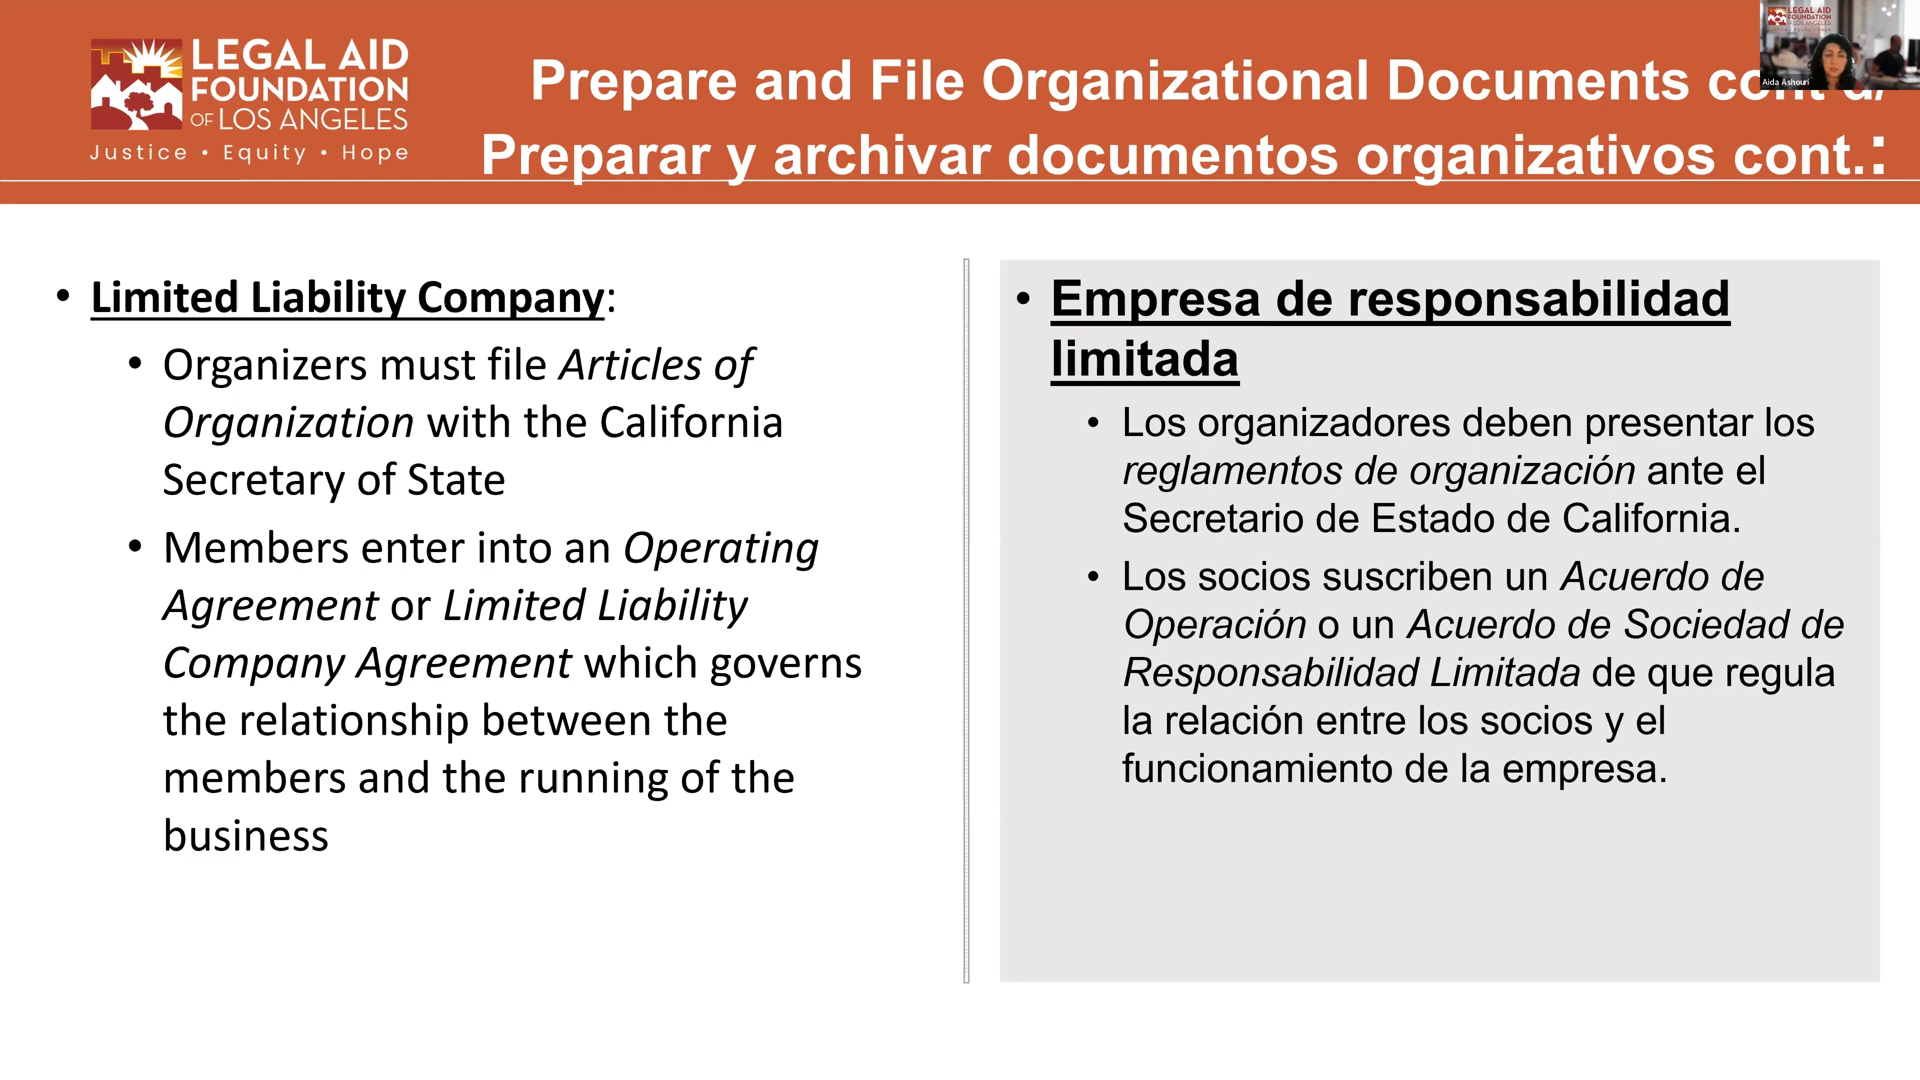 LEGAL AID
FOUNDATION
OF LOS ANGELES
Justice • Equity • Hope
Prepare and File Organizational Documents cont'd/
Preparar y archivar documentos organizativos cont.:
LEGAL AID
FOUNDATION
Aida Ashouri
• Limited Liability Company:
• Organizers must file Articles of
Organization with the California
Secretary of State
• Members enter into an Operating
Agreement or Limited Liability
Company Agreement which governs
the relationship between the
members and the running of the
business
• Empresa de responsabilidad
limitada
• Los organizadores deben presentar los
reglamentos de organización ante el
Secretario de Estado de California.
• Los socios suscriben un Acuerdo de
Operación o un Acuerdo de Sociedad de
Responsabilidad Limitada de que regula
la relación entre los socios y el
funcionamiento de la empresa.